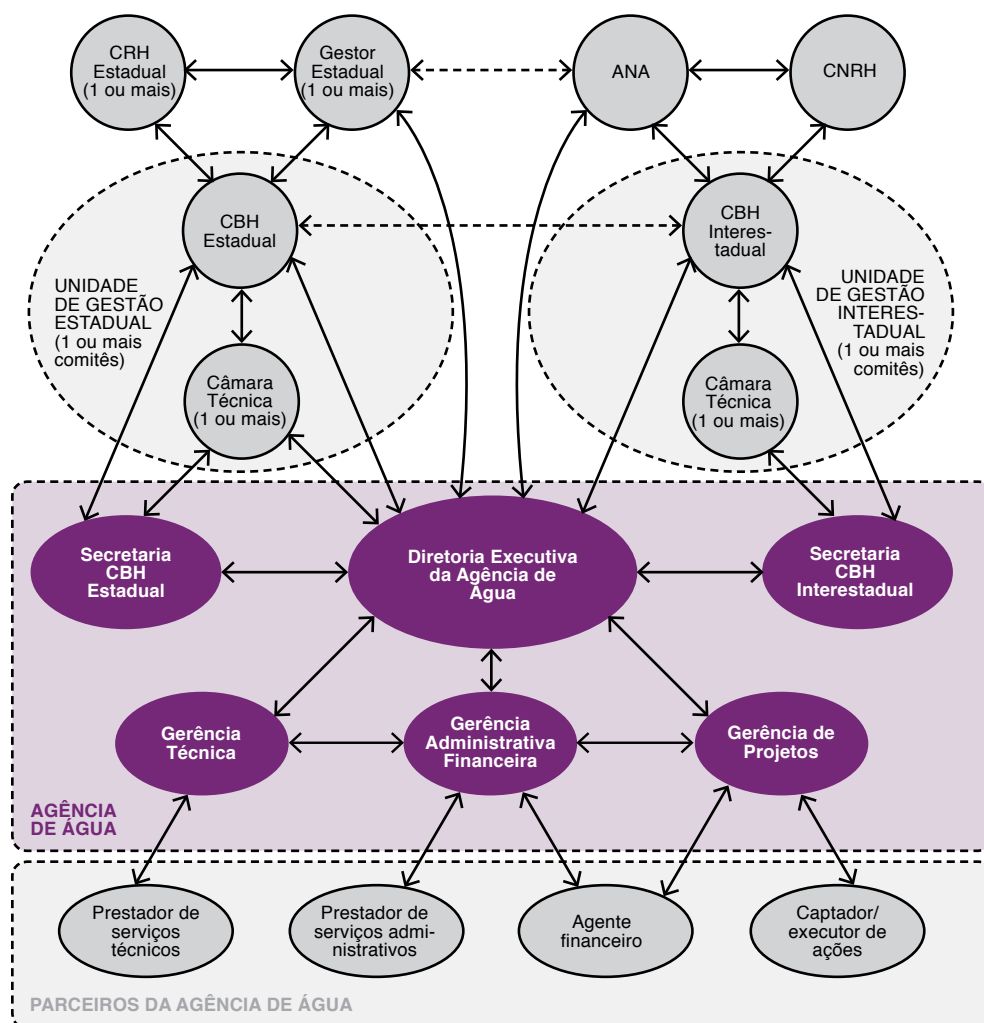 CRH
Estadual
(1 ou mais)
Gestor
Estadual
(1 ou mais)
ANA
CNRH
CBH
Estadual
CBH
Interes-
tadual
UNIDADE
DE GESTÃO
ESTADUAL
(1 ou mais
comitês)
UNIDADE
DE GESTÃO
INTERES-
TADUAL
(1 ou mais
comitês)
Câmara
Técnica
(1 ou mais)
Câmara
Técnica
(1 ou mais)
Secretaria
CBH
Estadual
Diretoria Executiva
da Agência de
Água
Secretaria
CBH
Interestadual
Gerência
Técnica
Gerência
Administrativa
Financeira
Gerência de
Projetos
AGÊNCIA
DE ÁGUA
Prestador de
serviços
técnicos
Prestador de
serviços admi-
nistrativos
Agente
financeiro
Captador/
executor de
ações
PARCEIROS DA AGÊNCIA DE ÁGUA